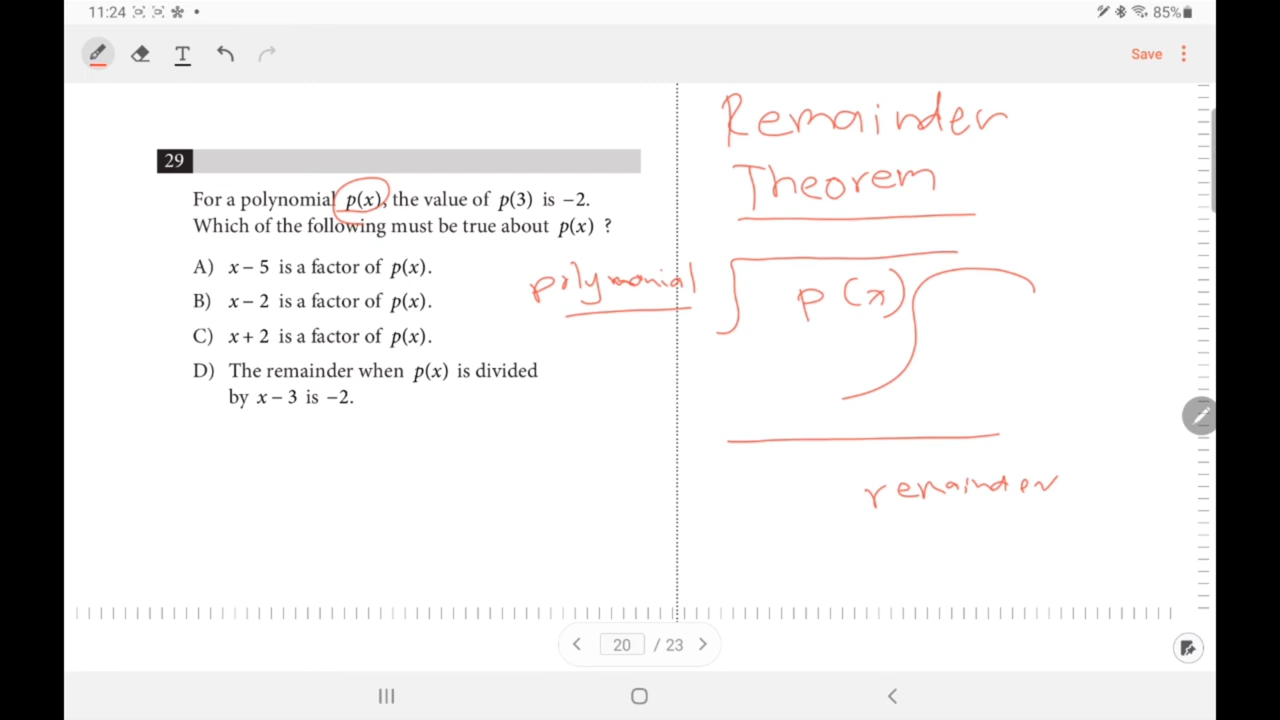 11:24
85%
T
Save
29
For a polynomial p(x), the value of p(3) is −2.
Which of the following must be true about p(x) ?
A) x − 5 is a factor of p(x).
B) x − 2 is a factor of p(x).
C) x + 2 is a factor of p(x).
D) The remainder when p(x) is divided
by x − 3 is −2.
Remainder
Theorem
polymonial
p(x)
remainder
20 / 23